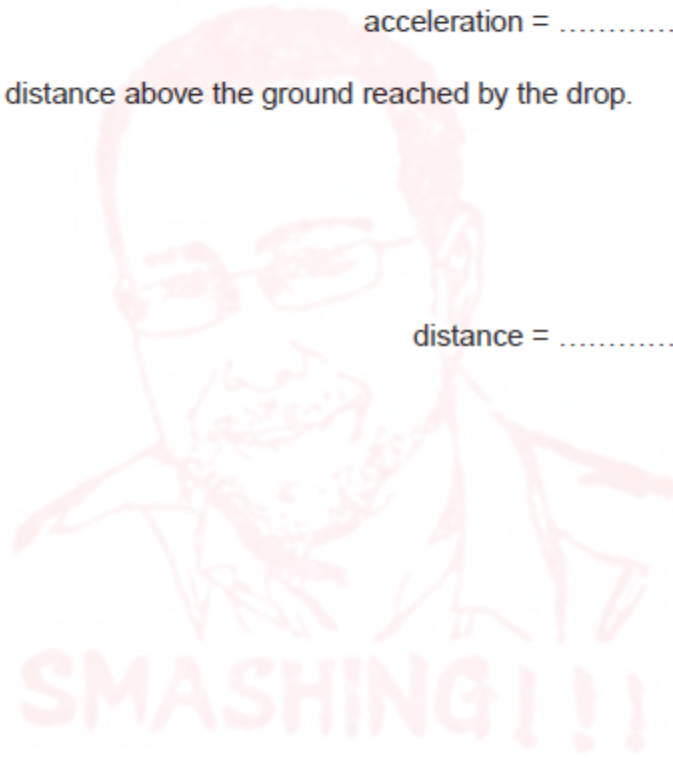 acceleration = ............
distance above the ground reached by the drop.
distance = ............
SMASHING!!!